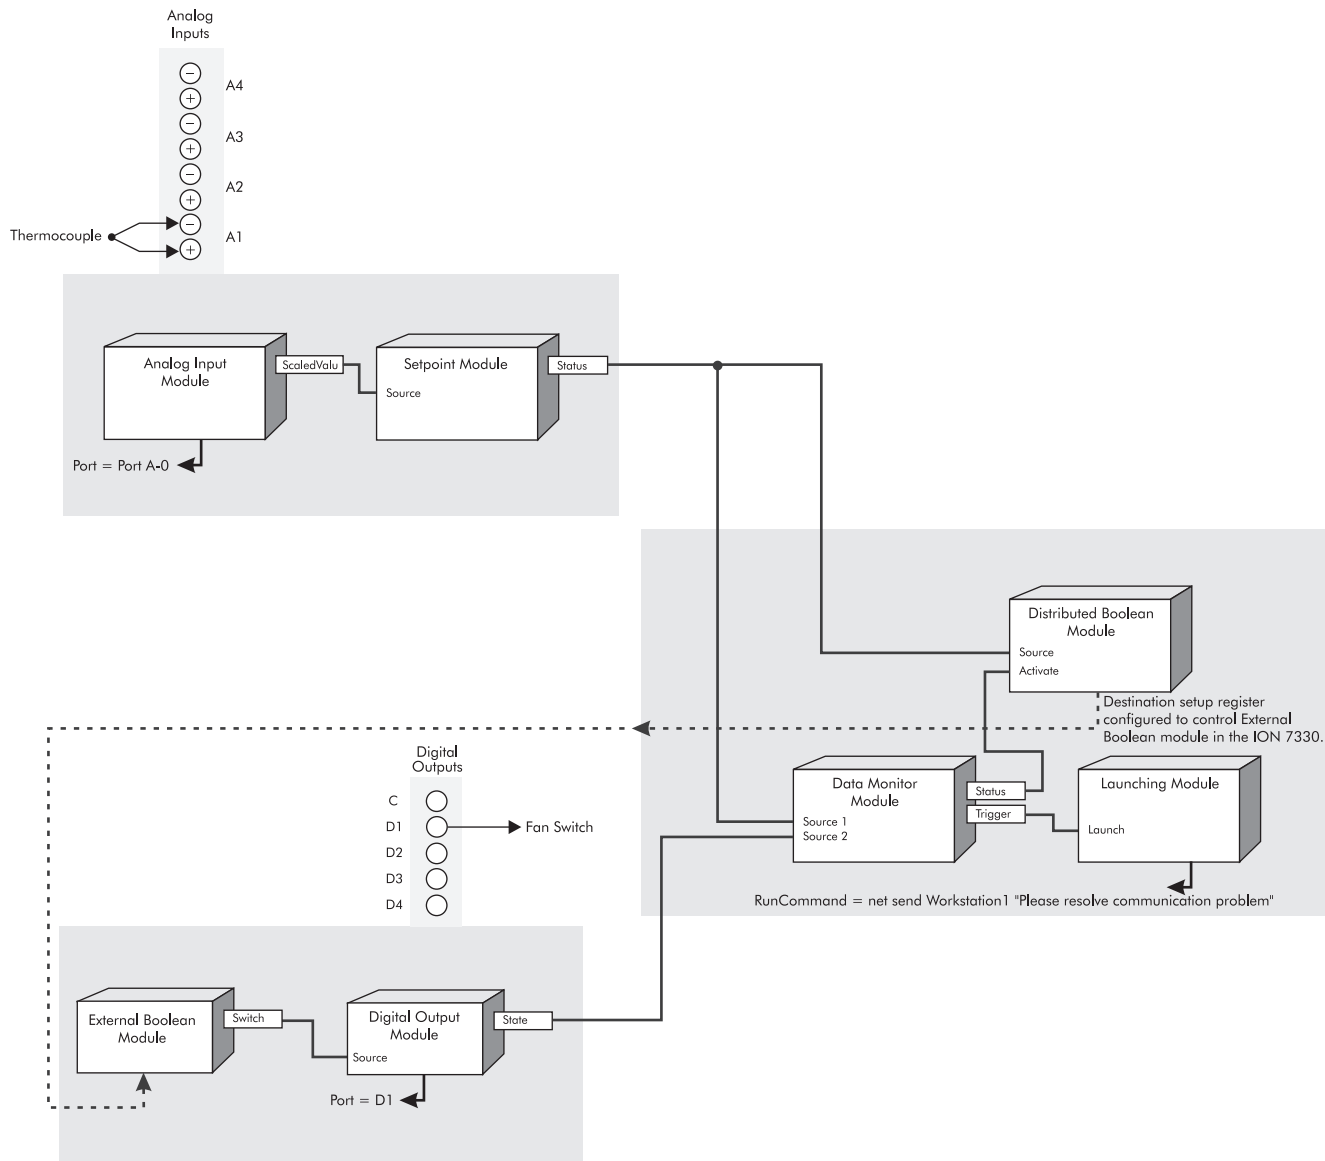 Analog
Inputs
A4
A3
A2
A1
Thermocouple
Analog Input
Module
ScaledValu
Setpoint Module
Source
Status
Port = Port A-0
Distributed Boolean
Module
Source
Activate
Destination setup register
configured to control External
Boolean module in the ION 7330.
Digital
Outputs
C
D1
D2
D3
D4
Fan Switch
Data Monitor
Module
Source 1
Source 2
Status
Trigger
Launching Module
Launch
RunCommand = net send Workstation1 "Please resolve communication problem"
External Boolean
Module
Switch
Digital Output
Module
Source
State
Port = D1